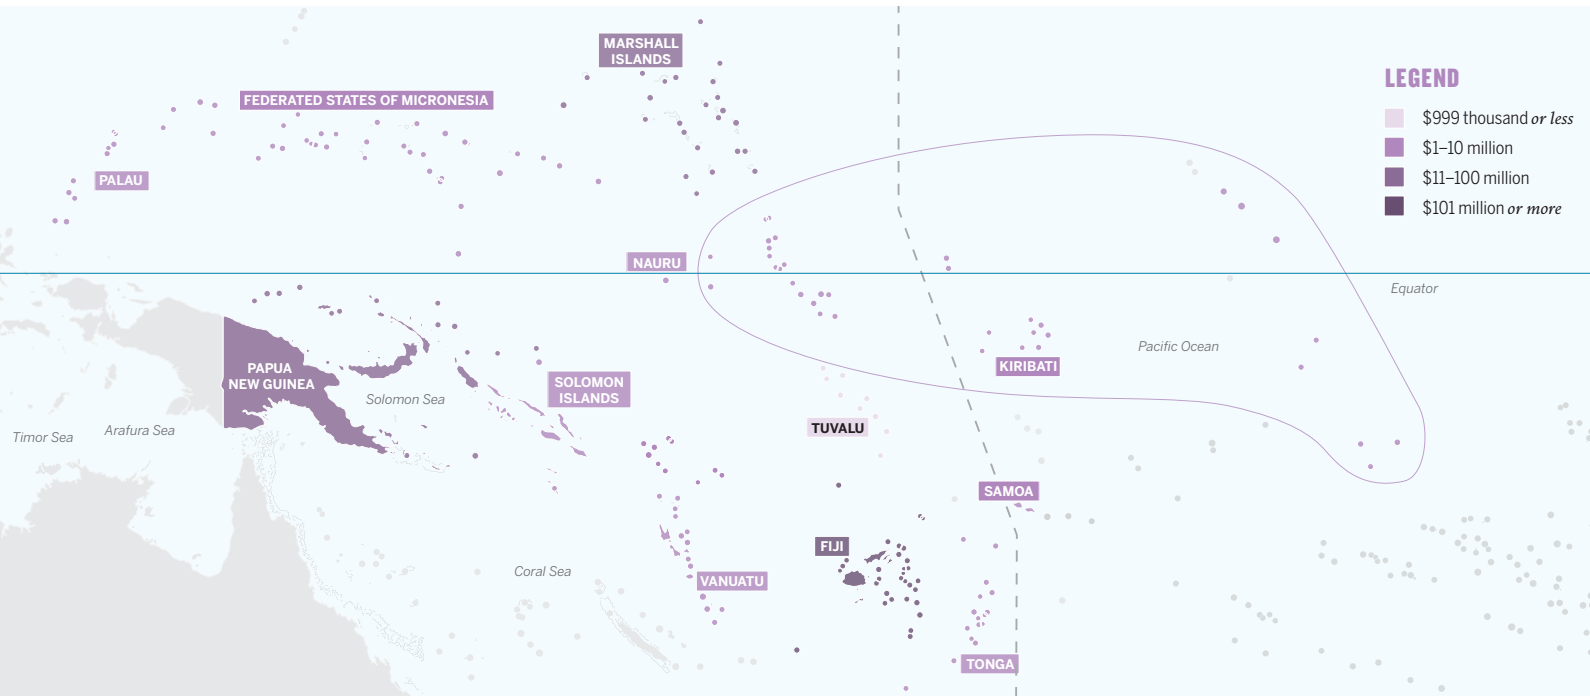 MARSHALL
ISLANDS
FEDERATED STATES OF MICRONESIA
PALAU
NAURU
LEGEND
$999 thousand or less
$1–10 million
$11–100 million
$101 million or more
Equator
PAPUA
NEW GUINEA
Solomon Sea
SOLOMON
ISLANDS
KIRIBATI
Pacific Ocean
Timor Sea
Arafura Sea
TUVALU
SAMOA
FIJI
Coral Sea
VANUATU
TONGA